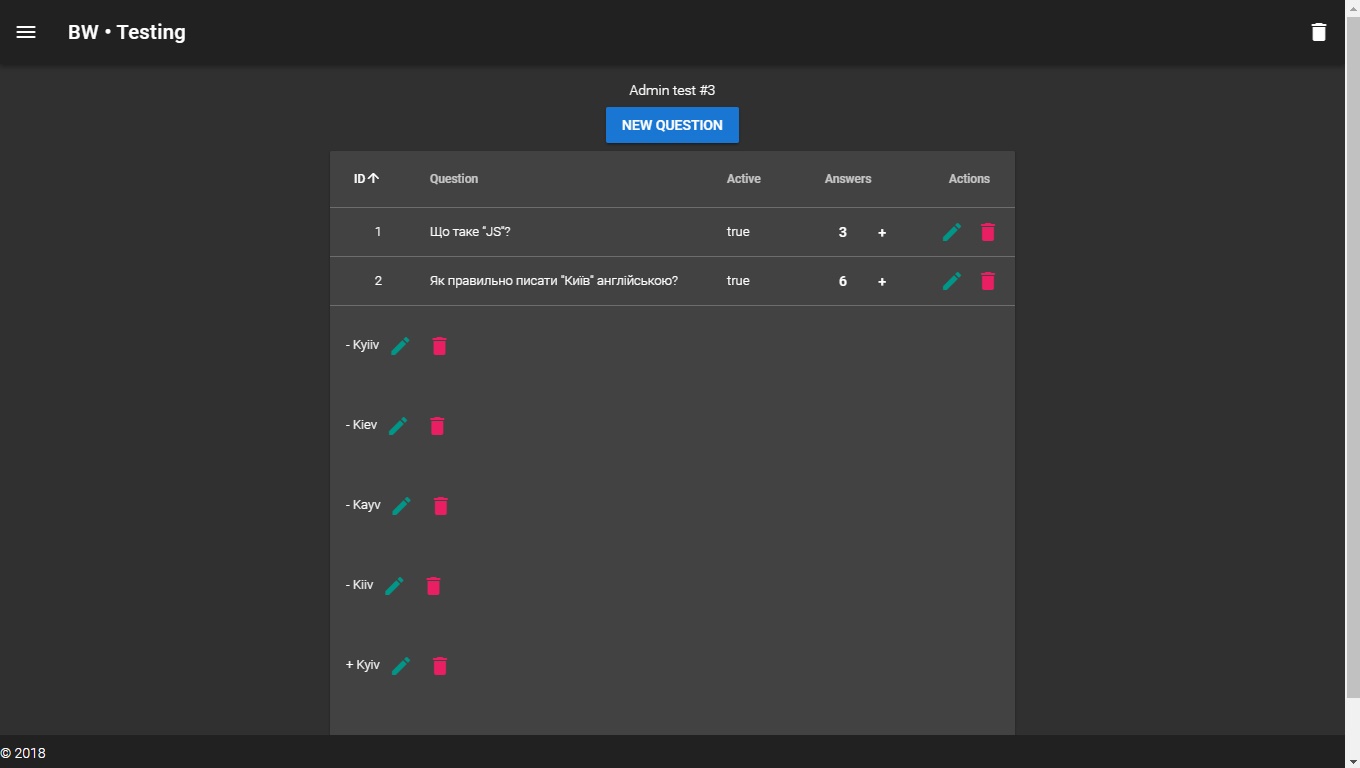 BW • Testing
Admin test #3
NEW QUESTION
ID Question Active Answers Actions
1 Що таке "JS"? true 3 +
2 Як правильно писати "Київ" англійською? true 6 +
- Kyiiv
- Kiev
- Kayv
- Kiiv
+ Kyiv
© 2018